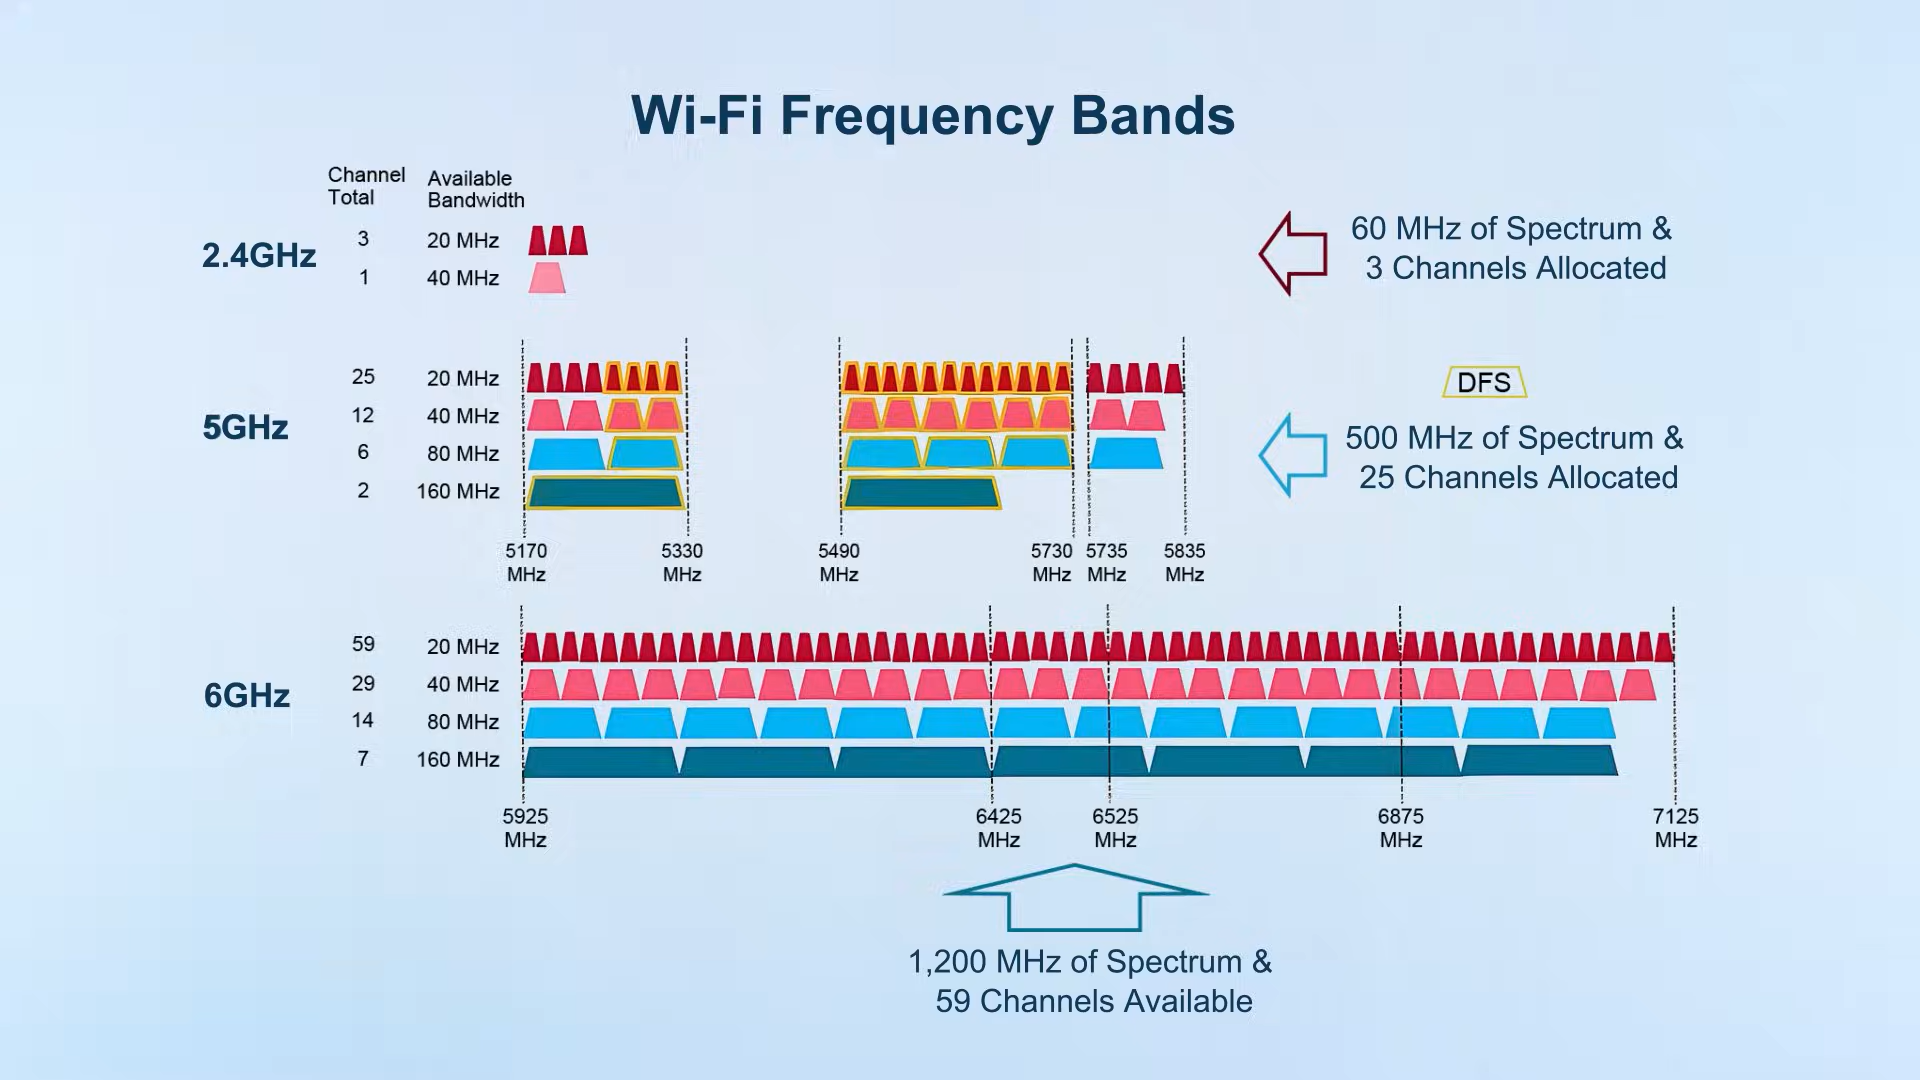 Wi-Fi Frequency Bands
Channel
Total
Available
Bandwidth
2.4GHz
3 20 MHz
1 40 MHz
60 MHz of Spectrum &
3 Channels Allocated
5GHz
25 20 MHz
12 40 MHz
6 80 MHz
2 160 MHz
DFS
500 MHz of Spectrum &
25 Channels Allocated
5170 5330 5490 5730 5735 5835
MHz MHz MHz MHz MHz MHz
6GHz
59 20 MHz
29 40 MHz
14 80 MHz
7 160 MHz
5925 6425 6525 6875 7125
MHz MHz MHz MHz MHz
1,200 MHz of Spectrum &
59 Channels Available